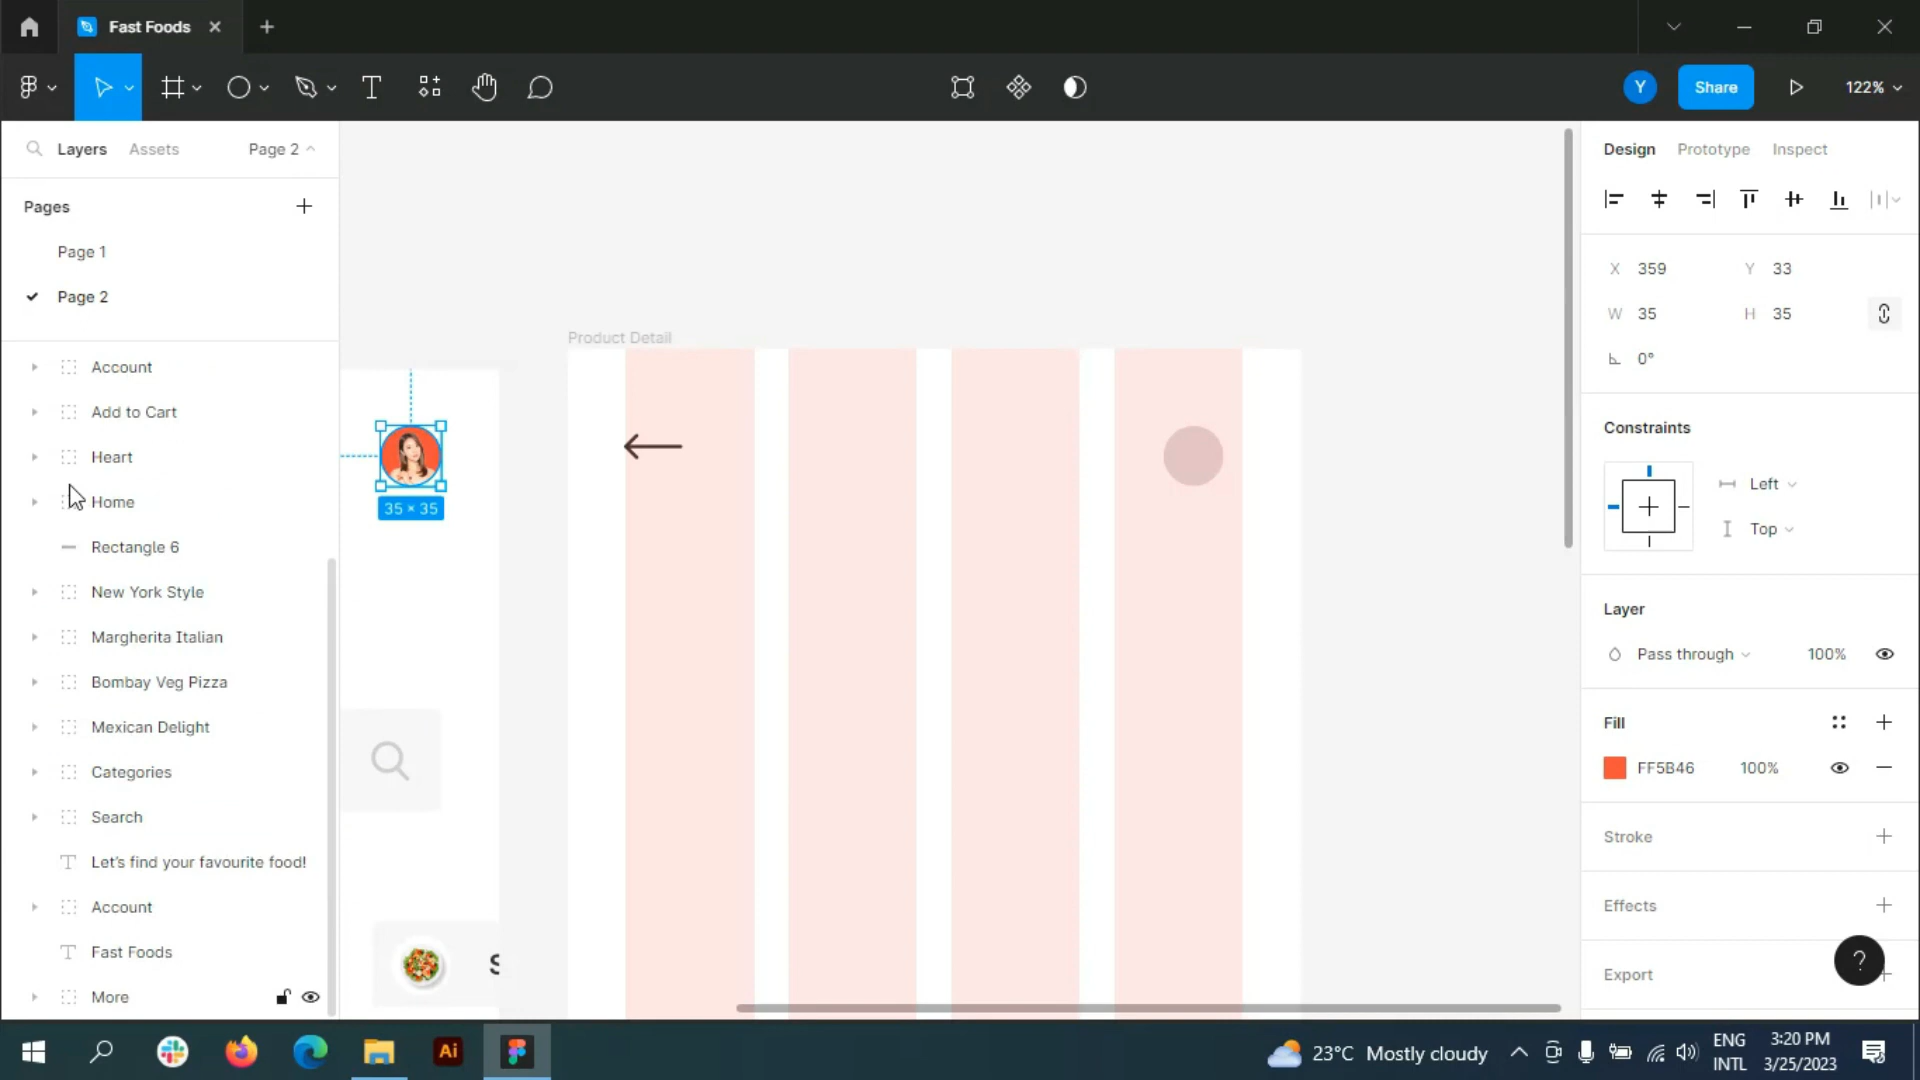 Fast Foods
Y
Share
122%
Layers
Assets
Page 2
Pages
Page 1
Page 2
Account
Add to Cart
Heart
Home
Rectangle 6
New York Style
Margherita Italian
Bombay Veg Pizza
Mexican Delight
Categories
Search
Let's find your favourite food!
Account
Fast Foods
More
Product Detail
35 × 35
S
Design
Prototype
Inspect
X 359
Y 33
W 35
H 35
0°
Constraints
Left
Top
Layer
Pass through
100%
Fill
FF5B46
100%
Stroke
Effects
Export
?
Ai
23°C Mostly cloudy
ENG
INTL
3:20 PM
3/25/2023